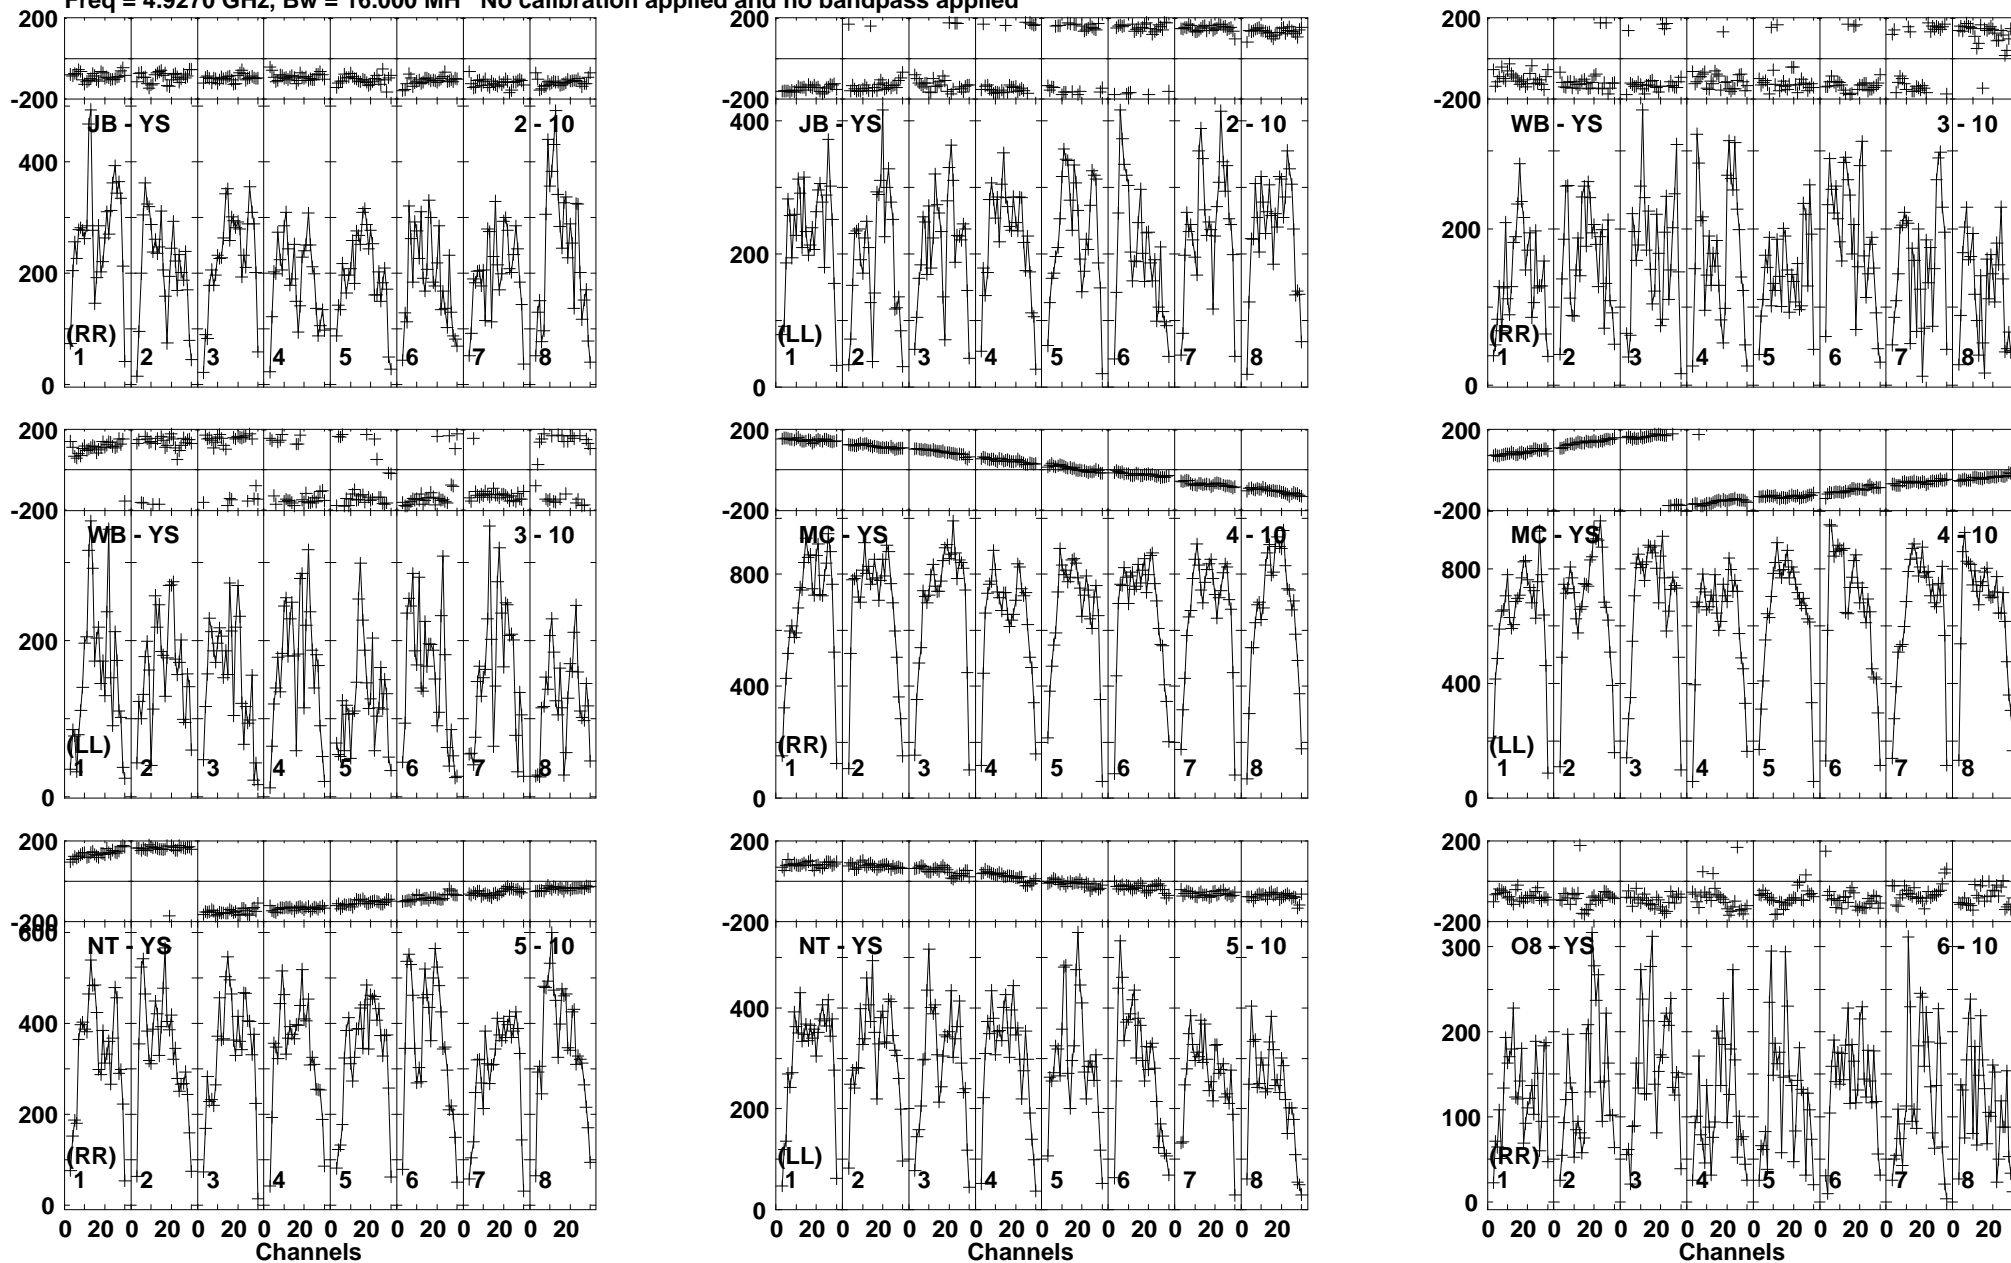 Freq = 4.9270 GHz, Bw = 16.000 MH No calibration applied and no bandpass applied
200 200 200
-200 -200 -200
JB - YS 2 - 10 JB - YS 2 - 10 WB - YS 3 - 10
400 400
200 200 200
(RR) (LL) (RR)
1 2 3 4 5 6 7 8 1 2 3 4 5 6 7 8 1 2 3 4 5 6 7 8
0 0 0
200 200 200
-200 -200 -200
WB - YS 3 - 10 MC - YS 4 - 10 MC - YS 4 - 10
800 800
200 400 400
(LL) (RR) (LL)
1 2 3 4 5 6 7 8 1 2 3 4 5 6 7 8 1 2 3 4 5 6 7 8
0 0 0
200 200 200
-200 -200 -200
600 NT - YS 5 - 10 NT - YS 5 - 10 300 O8 - YS 6 - 10
400 400 200
200 200 100
(RR) (LL) (RR)
1 2 3 4 5 6 7 8 1 2 3 4 5 6 7 8 1 2 3 4 5 6 7 8
0 0 0
0 20 0 20 0 20 0 20 0 20 0 20 0 20 0 20 0 20 0 20 0 20 0 20 0 20 0 20 0 20 0 20 0 20 0 20 0 20 0 20 0 20 0 20 0 20 0 20
Channels Channels Channels